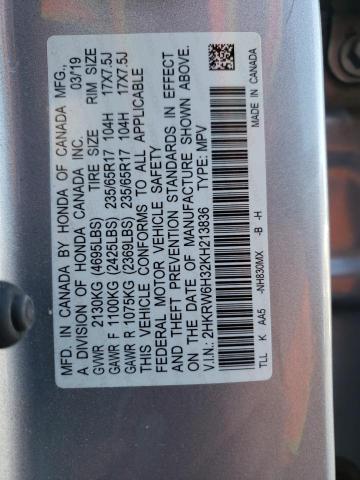 MFD. IN CANADA BY HONDA OF CANADA MFG.,
A DIVISION OF HONDA CANADA INC. 03/19
TIRE SIZE RIM SIZE
GVWR 2130KG (4695LBS)
GAWR F 1100KG (2425LBS) 235/65R17 104H 17X7.5J
GAWR R 1075KG (2369LBS) 235/65R17 104H 17X7.5J
THIS VEHICLE CONFORMS TO ALL APPLICABLE
FEDERAL MOTOR VEHICLE SAFETY
AND THEFT PREVENTION STANDARDS IN EFFECT
ON THE DATE OF MANUFACTURE SHOWN ABOVE.
V.I.N.: 2HKRW6H32KH213836 TYPE: MPV
TLL K AA5 -NH830MX -B -H
MADE IN CANADA